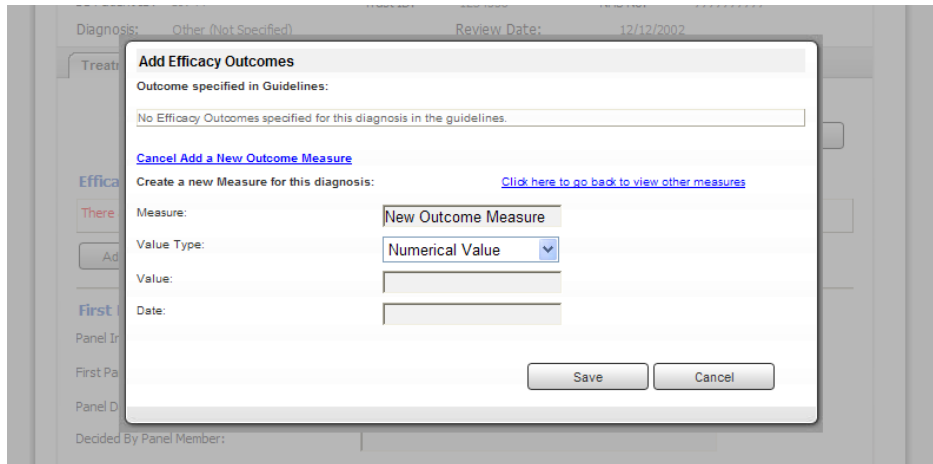 Diagnosis: Other (Not Specified) Review Date: 12/12/2002
Add Efficacy Outcomes
Outcome specified in Guidelines:
No Efficacy Outcomes specified for this diagnosis in the guidelines.
Cancel Add a New Outcome Measure
Create a new Measure for this diagnosis: Click here to go back to view other measures
There
Measure: New Outcome Measure
Value Type: Numerical Value
Value:
Date:
First
Save Cancel
Decided By Panel Member: